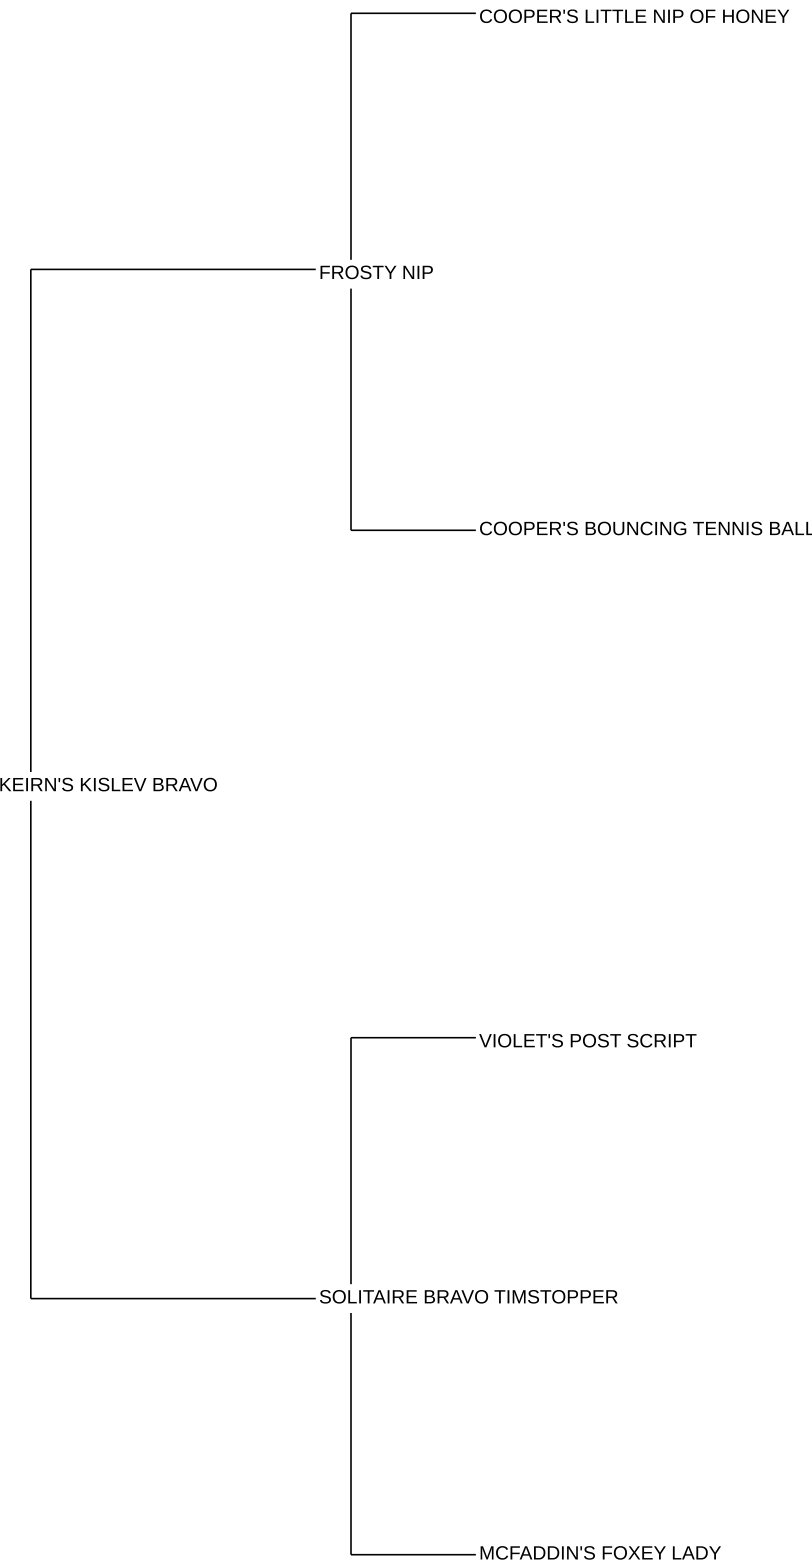 COOPER'S LITTLE NIP OF HONEY
FROSTY NIP
COOPER'S BOUNCING TENNIS BALL
KEIRN'S KISLEV BRAVO
VIOLET'S POST SCRIPT
SOLITAIRE BRAVO TIMSTOPPER
MCFADDIN'S FOXEY LADY